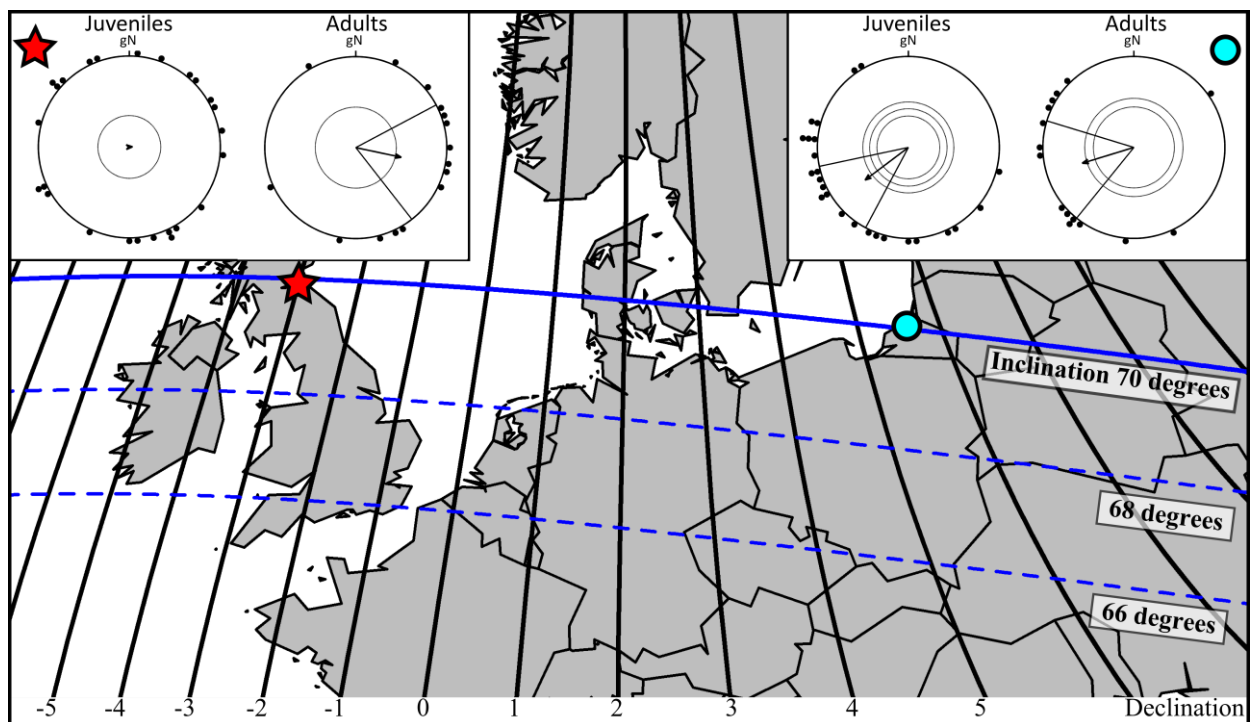 Juveniles
gN
Adults
gN
Juveniles
gN
Adults
gN
Inclination 70 degrees
68 degrees
66 degrees
-5 -4 -3 -2 -1 0 1 2 3 4 5 Declination